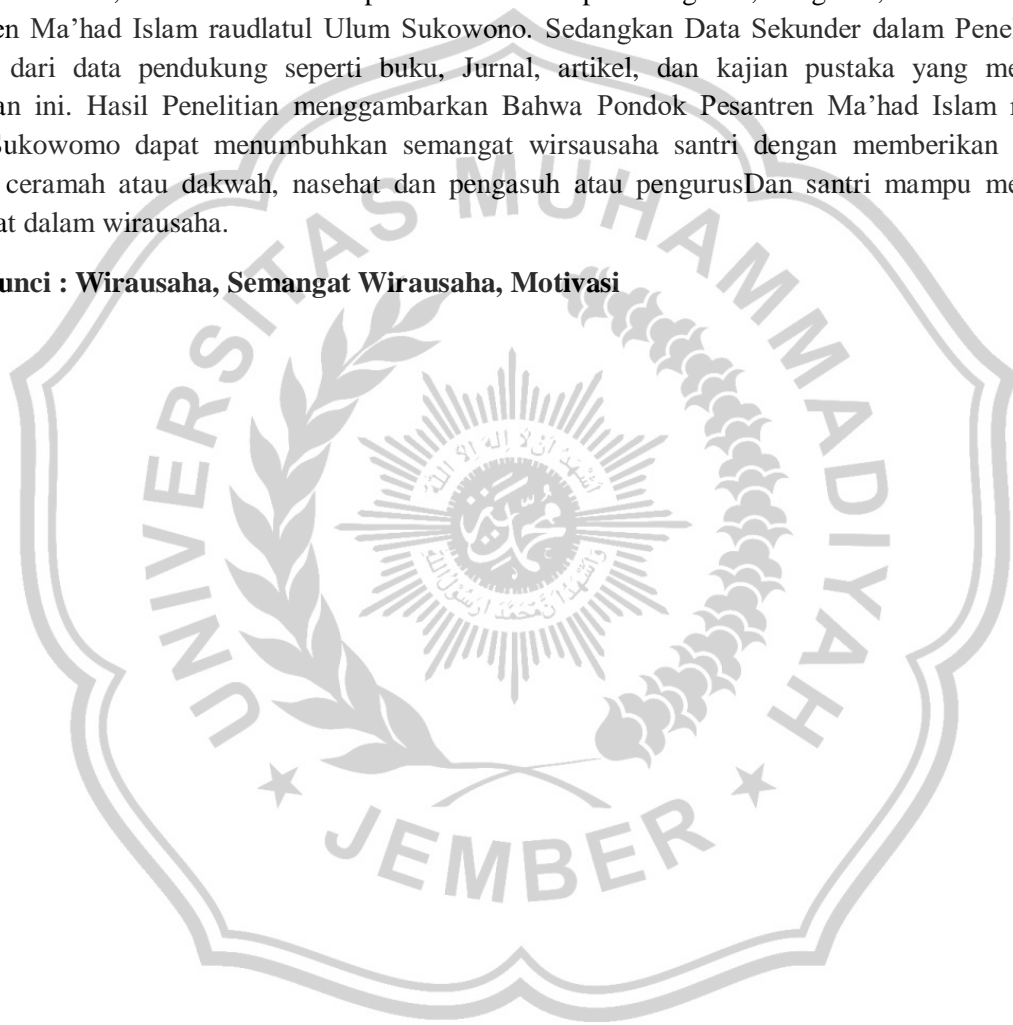 en Ma’had Islam raudlatul Ulum Sukowono. Sedangkan Data Sekunder dalam Penel
dari data pendukung seperti buku, Jurnal, artikel, dan kajian pustaka yang me
an ini. Hasil Penelitian menggambarkan Bahwa Pondok Pesantren Ma’had Islam r
Sukowomo dapat menumbuhkan semangat wirsausaha santri dengan memberikan
ceramah atau dakwah, nasehat dan pengasuh atau pengurusDan santri mampu me
at dalam wirausaha.
unci : Wirausaha, Semangat Wirausaha, Motivasi
UNIVERSITAS MUHAMMADIYAH
JEMBER